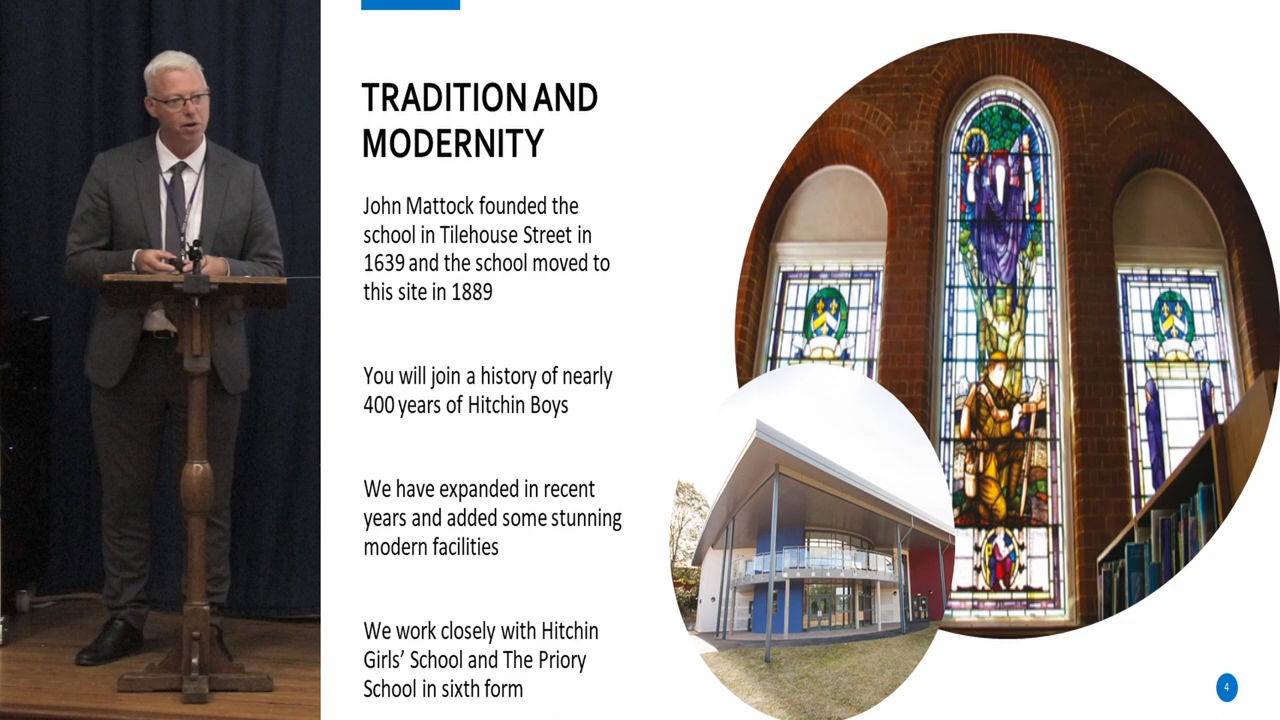 TRADITION AND
MODERNITY
John Mattock founded the
school in Tilehouse Street in
1639 and the school moved to
this site in 1889
You will join a history of nearly
400 years of Hitchin Boys
We have expanded in recent
years and added some stunning
modern facilities
We work closely with Hitchin
Girls’ School and The Priory
School in sixth form
4